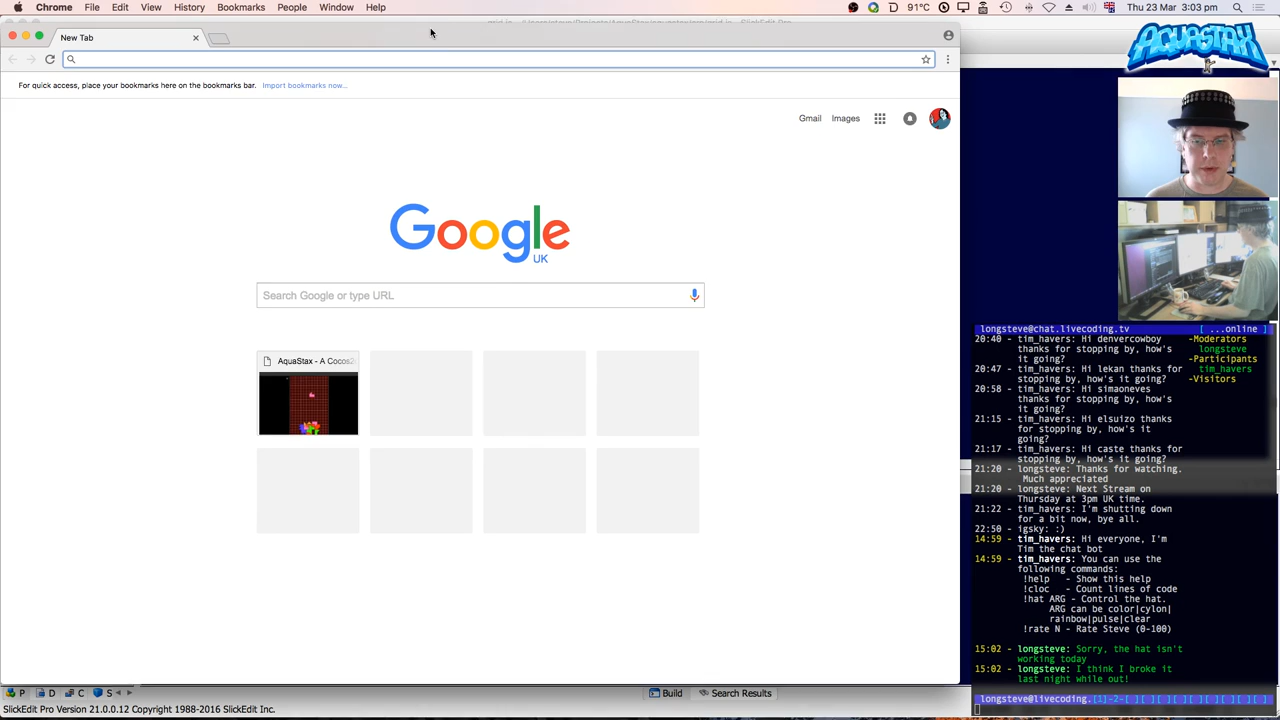 Chrome File Edit View History Bookmarks People Window Help
91°C Thu 23 Mar 3:03 pm
New Tab
For quick access, place your bookmarks here on the bookmarks bar. Import bookmarks now...
Gmail Images
Google
UK
Search Google or type URL
AquaStax - A Cocos2
AQUASTAX
longsteve@chat.livecoding.tv [ ...online ]
20:40 - tim_havers: Hi denvercowboy
thanks for stopping by, how's
it going?
20:47 - tim_havers: Hi lekan thanks for
stopping by, how's it going?
20:58 - tim_havers: Hi simaoneves
thanks for stopping by, how's
it going?
21:15 - tim_havers: Hi elsuizo thanks
for stopping by, how's it
going?
21:17 - tim_havers: Hi caste thanks for
stopping by, how's it going?
21:20 - longsteve: Thanks for watching.
Much appreciated
21:20 - longsteve: Next Stream on
Thursday at 3pm UK time.
21:22 - tim_havers: I'm shutting down
for a bit now, bye all.
22:50 - igsky: :)
14:59 - tim_havers: Hi everyone, I'm
Tim the chat bot
14:59 - tim_havers: You can use the
following commands:
!help - Show this help
!cloc - Count lines of code
!hat ARG - Control the hat.
ARG can be color|cylon|
rainbow|pulse|clear
!rate N - Rate Steve (0-100)
15:02 - longsteve: Sorry, the hat isn't
working today
15:02 - longsteve: I think I broke it
last night while out!
-Moderators
longsteve
-Participants
tim_havers
-Visitors
longsteve@livecoding.[1]-2-[ ][ ][ ][ ][ ][ ][ ][ ][ ]
P D C S Build Search Results
SlickEdit Pro Version 21.0.0.12 Copyright 1988-2016 SlickEdit Inc.